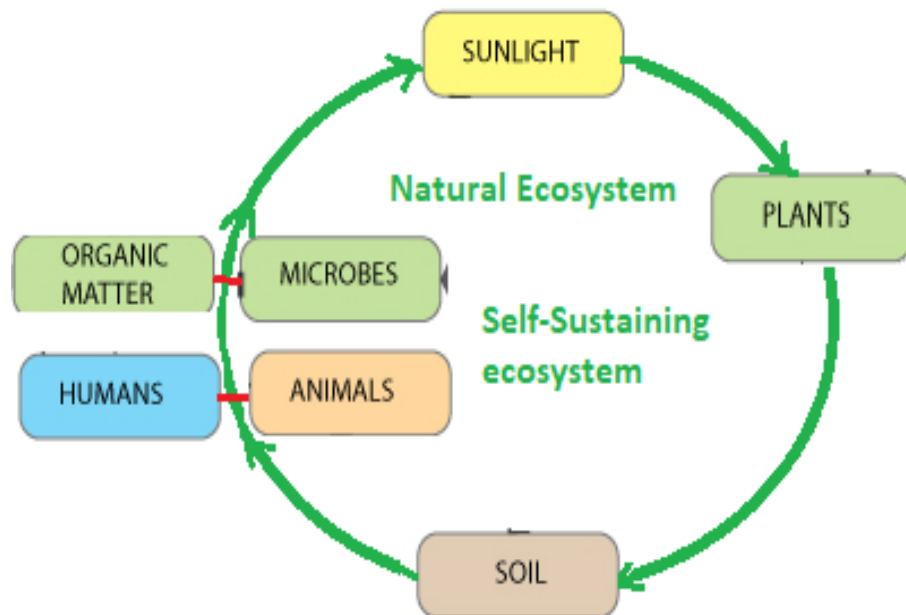 SUNLIGHT
Natural Ecosystem
PLANTS
ORGANIC
MATTER
MICROBES
Self-Sustaining
ecosystem
HUMANS
ANIMALS
SOIL